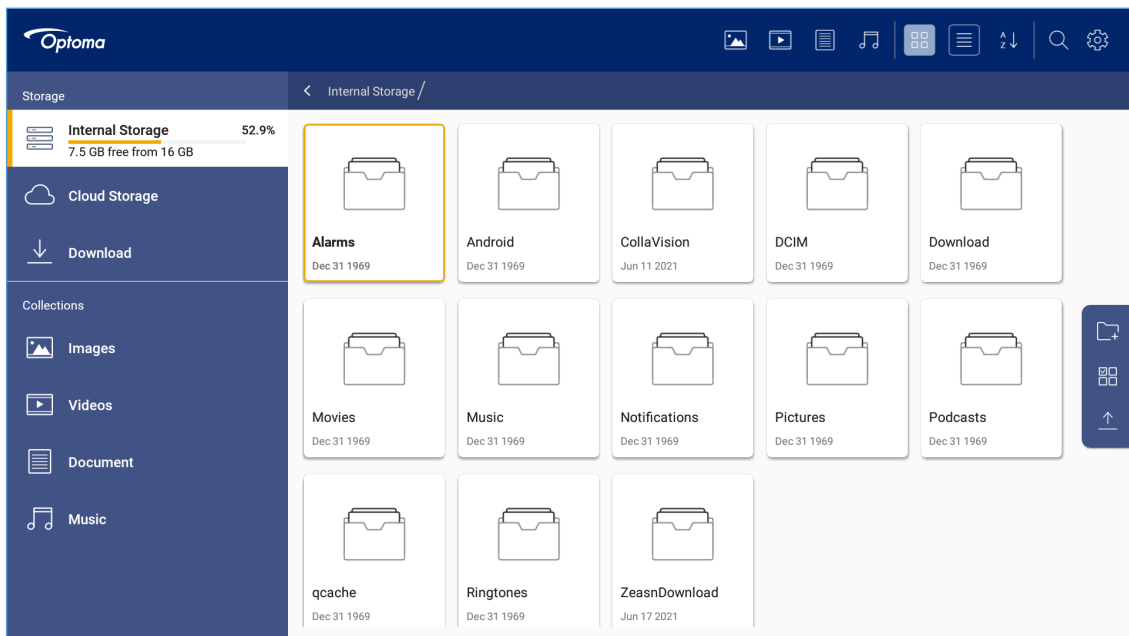 Optoma
A
Z
Storage
Internal Storage /
Internal Storage 52.9%
7.5 GB free from 16 GB
Cloud Storage
Download
Collections
Images
Videos
Document
Music
Alarms Android CollaVision DCIM Download
Dec 31 1969 Dec 31 1969 Jun 11 2021 Dec 31 1969 Dec 31 1969
Movies Music Notifications Pictures Podcasts
Dec 31 1969 Dec 31 1969 Dec 31 1969 Dec 31 1969 Dec 31 1969
qcache Ringtones ZeasnDownload
Dec 31 1969 Dec 31 1969 Jun 17 2021